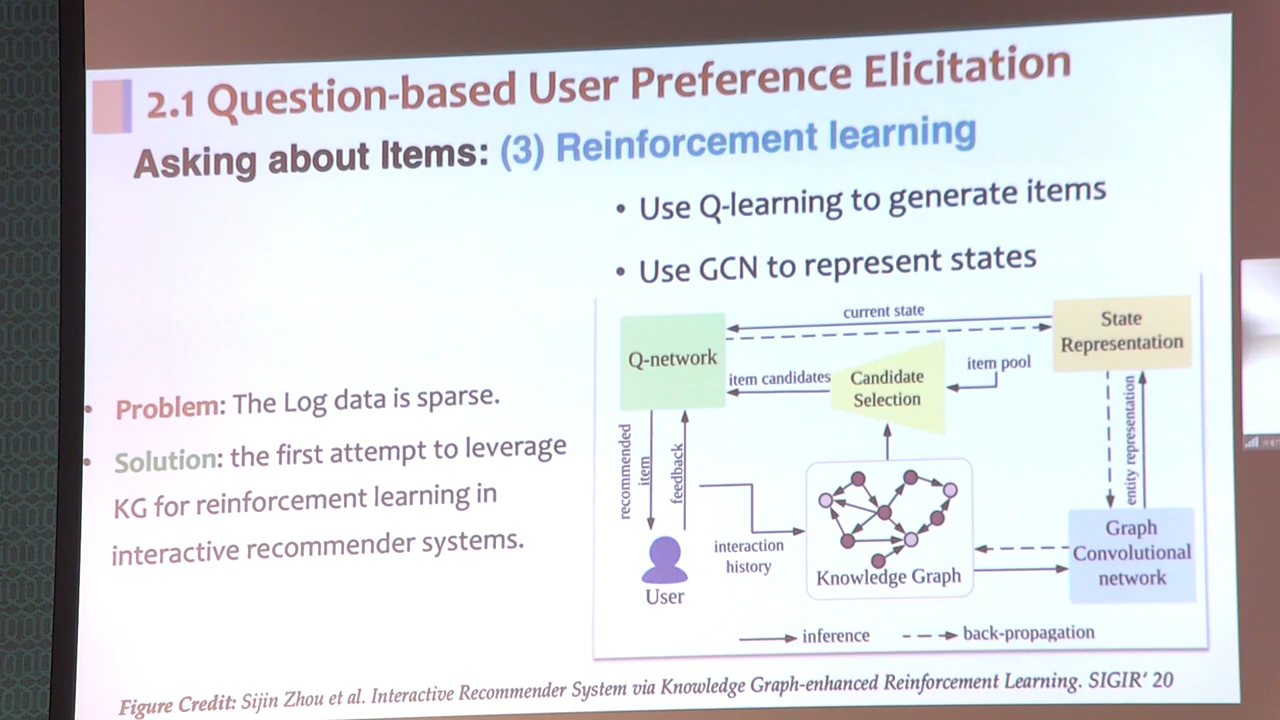 2.1 Question-based User Preference Elicitation
Asking about Items: (3) Reinforcement learning
• Use Q-learning to generate items
• Use GCN to represent states
• Problem: The Log data is sparse.
• Solution: the first attempt to leverage
KG for reinforcement learning in
interactive recommender systems.
current state
State
Representation
Q-network
item candidates
Candidate
Selection
item pool
recommended
item
feedback
entity representation
interaction
history
Knowledge Graph
Graph
Convolutional
network
User
inference
back-propagation
Figure Credit: Sijin Zhou et al. Interactive Recommender System via Knowledge Graph-enhanced Reinforcement Learning. SIGIR' 20